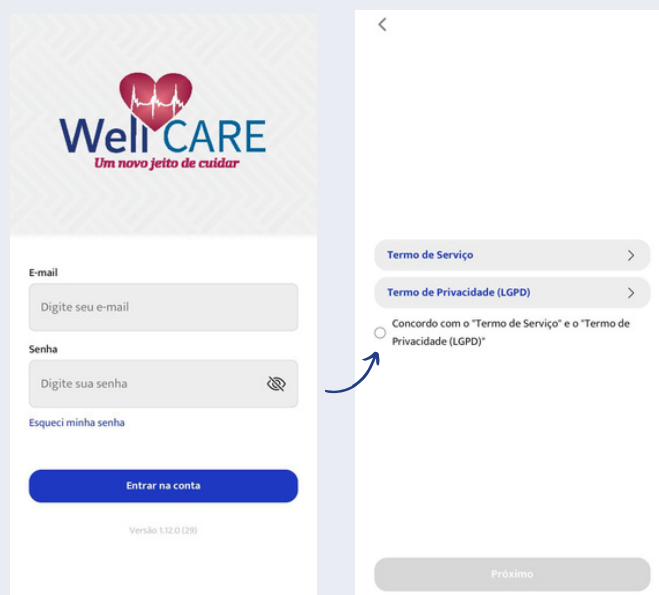 Well CARE
Um novo jeito de cuidar
E-mail
Digite seu e-mail
Senha
Digite sua senha
Esqueci minha senha
Entrar na conta
Versão 1.12.0 (29)
Termo de Serviço
Termo de Privacidade (LGPD)
Concordo com o "Termo de Serviço" e o "Termo de
Privacidade (LGPD)"
Próximo